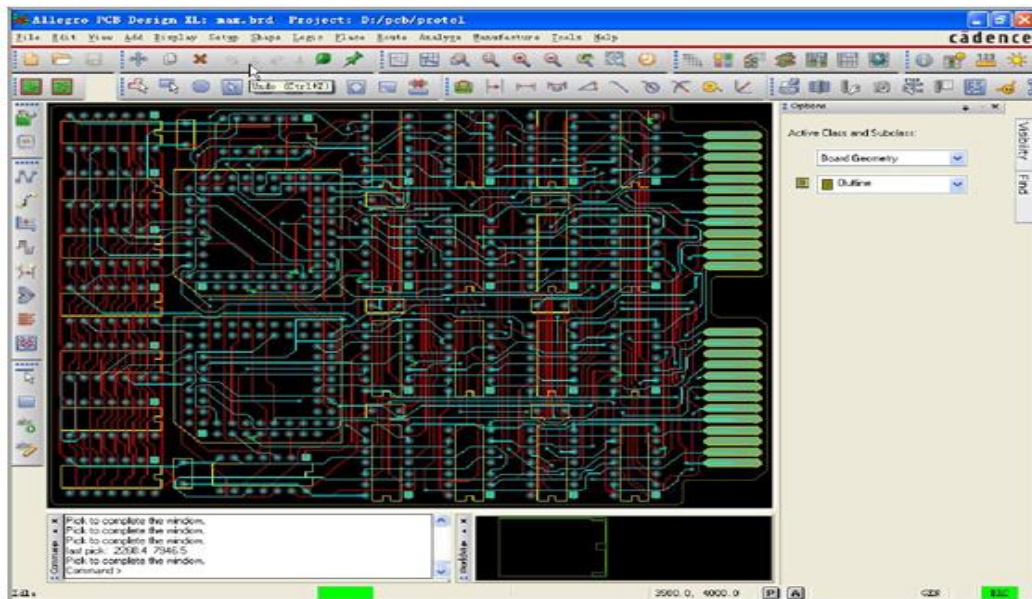 Allegro PCB Design XL: max.brd Project: D:/pcb/protel
File Edit View Add Display Setup Shape Logic Place Route Analyze Manufacture Tools Help
cādence
Undo (Ctrl+Z)
Options
Active Class and Subclass:
Board Geometry
Outline
Visibility
Find
Pick to complete the window.
Pick to complete the window.
Pick to complete the window.
last pick: 2268.4 7946.5
Pick to complete the window.
Command >
Command
Idle
3900.0, 4000.0
P
A